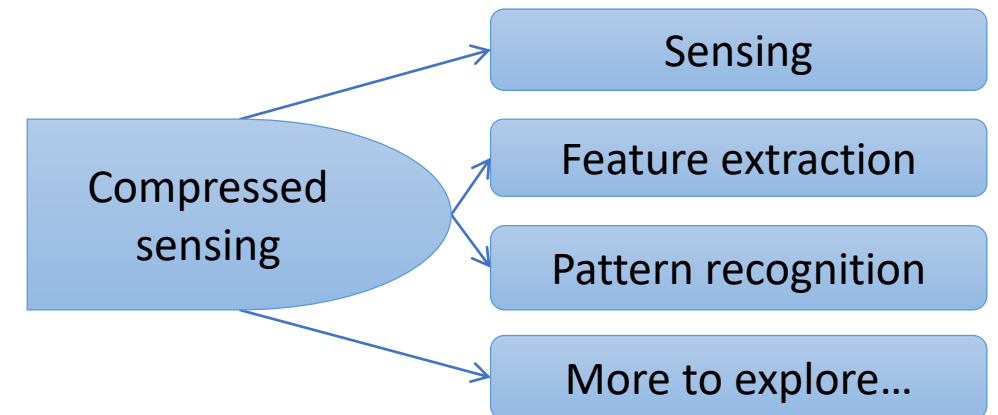 Compressed
sensing
Sensing
Feature extraction
Pattern recognition
More to explore...